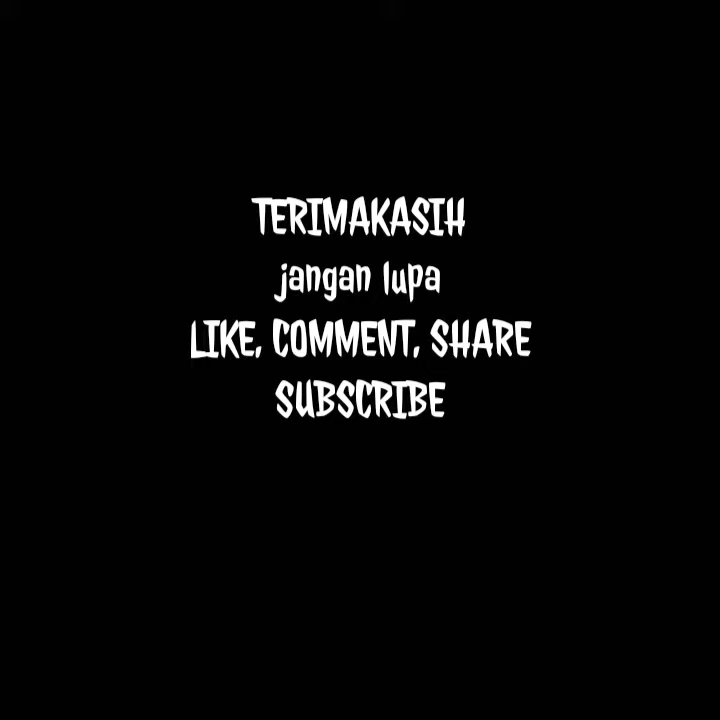 TERIMAKASIH
jangan lupa
LIKE, COMMENT, SHARE
SUBSCRIBE